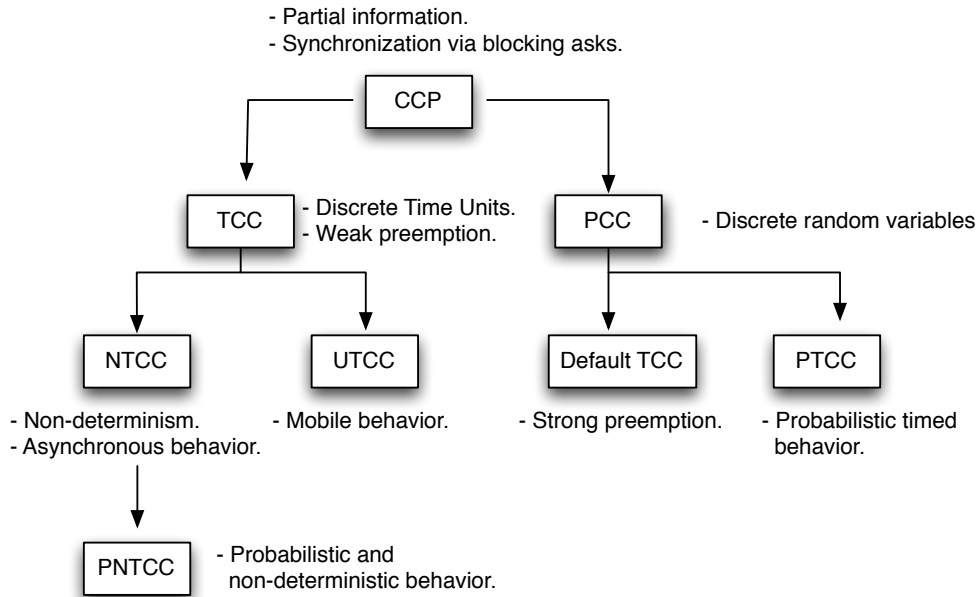 - Partial information.
- Synchronization via blocking asks.
CCP
TCC
- Discrete Time Units.
- Weak preemption.
PCC
- Discrete random variables
NTCC
UTCC
Default TCC
PTCC
- Non-determinism.
- Asynchronous behavior.
- Mobile behavior.
- Strong preemption.
- Probabilistic timed
behavior.
PNTCC
- Probabilistic and
non-deterministic behavior.